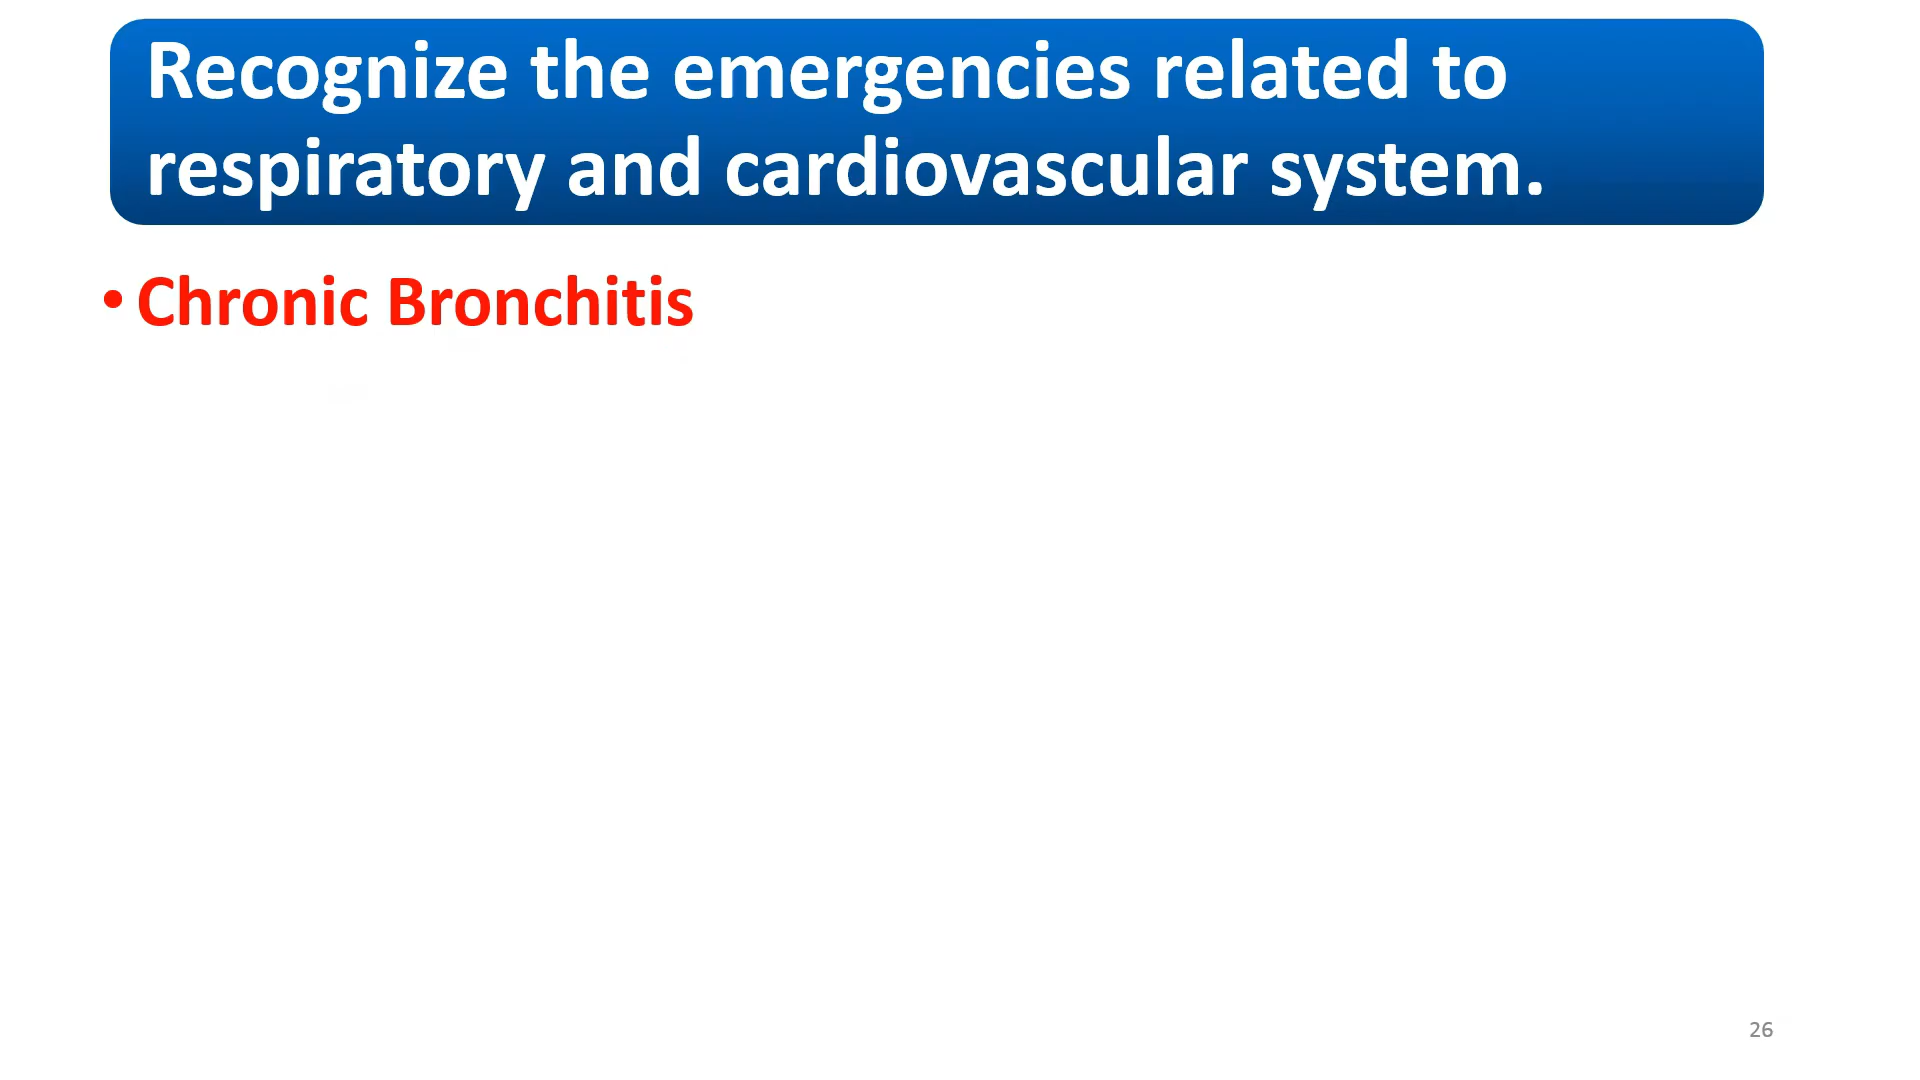 Recognize the emergencies related to
respiratory and cardiovascular system.
• Chronic Bronchitis
26